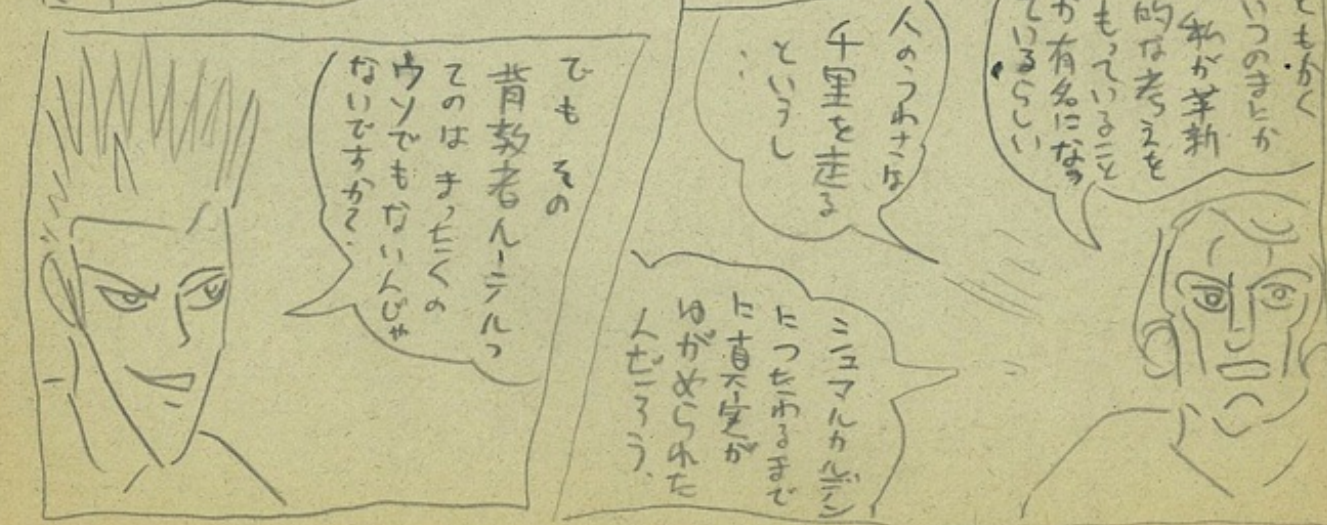 ともかく
いつのまにか
私が革新
的な考えを
もっていること
が有名になっ
ているらしい
人のうわさは
千里を走る
というし
…
シュマルカルデン
につたわるまで
に真実が
ゆがめられた
んだろう.
でも その
背教者ルーテルっ
てのは まったくの
ウソでもないんじゃ
ないですかて.